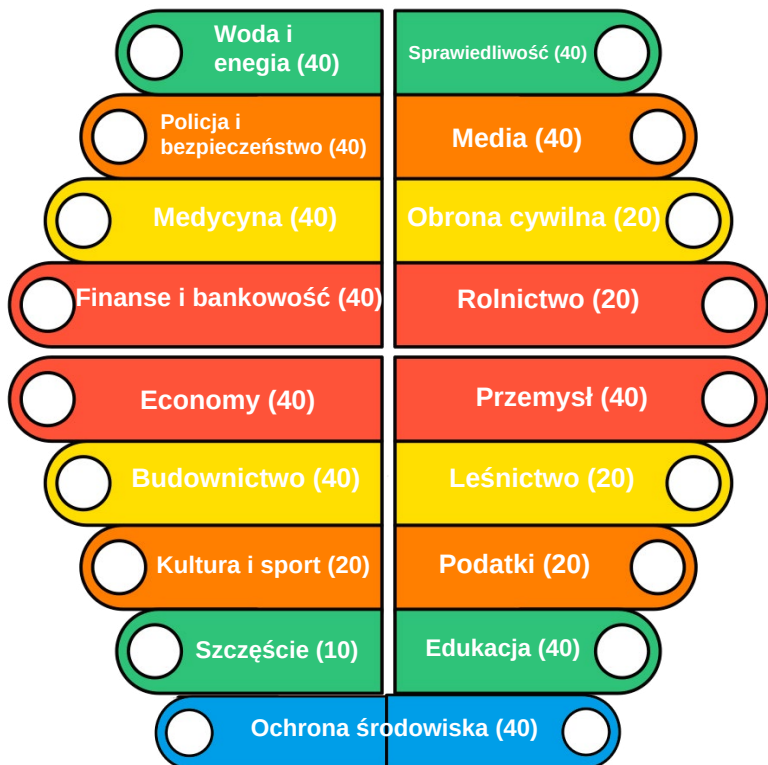 Woda i
enegia (40)
Sprawiedliwość (40)
Policja i
bezpieczeństwo (40)
Media (40)
Medycyna (40)
Obrona cywilna (20)
Finanse i bankowość (40)
Rolnictwo (20)
Economy (40)
Przemysł (40)
Budownictwo (40)
Leśnictwo (20)
Kultura i sport (20)
Podatki (20)
Szczęście (10)
Edukacja (40)
Ochrona środowiska (40)